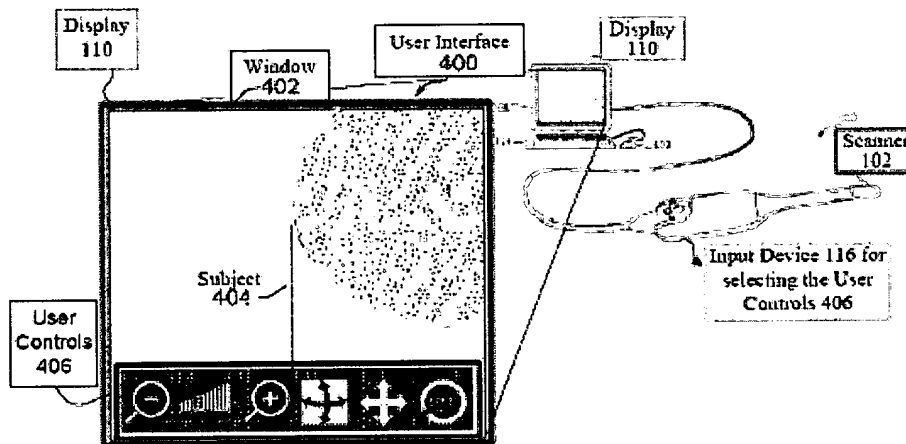 Display
110
Window
402
User Interface
400
Display
110
Scanner
102
Subject
404
Input Device 116 for
selecting the User
Controls 406
User
Controls
406